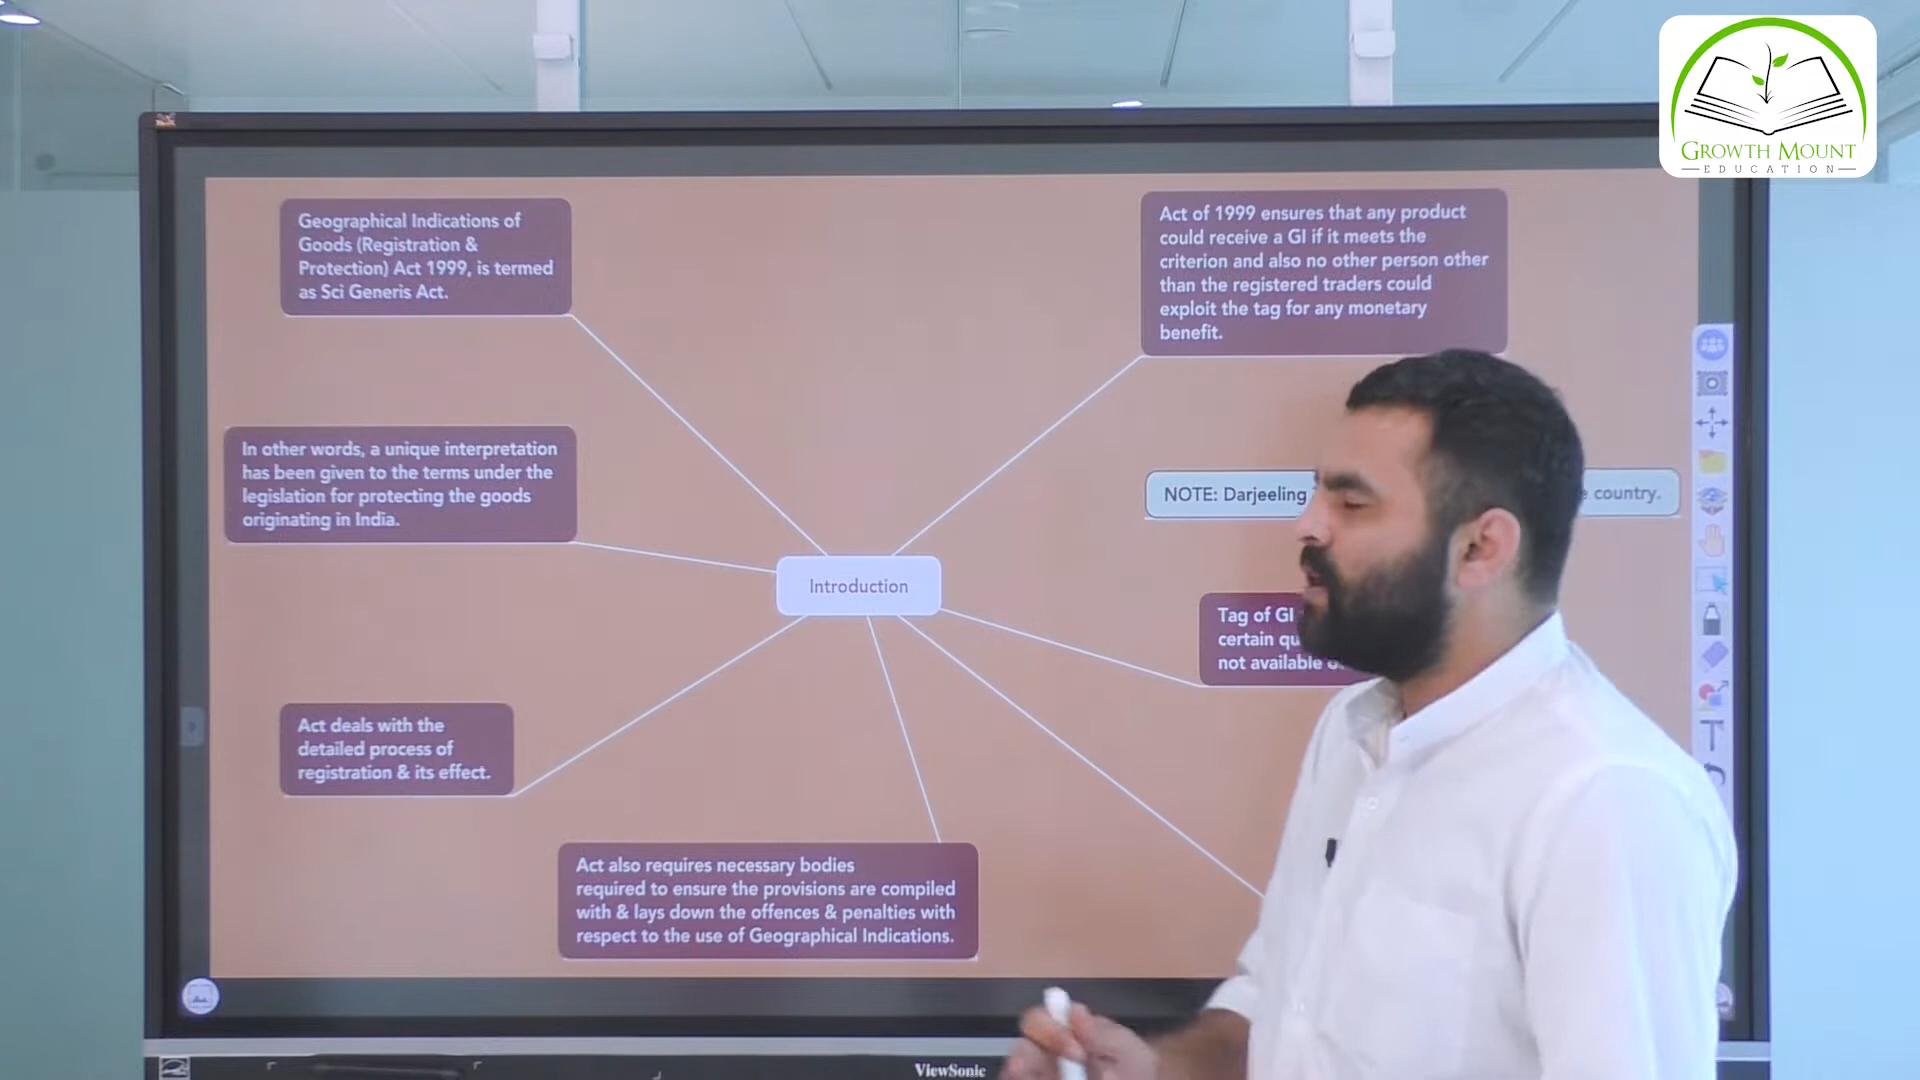 GROWTH MOUNT
EDUCATION
Geographical Indications of
Goods (Registration &
Protection) Act 1999, is termed
as Sci Generis Act.
Act of 1999 ensures that any product
could receive a GI if it meets the
criterion and also no other person other
than the registered traders could
exploit the tag for any monetary
benefit.
In other words, a unique interpretation
has been given to the terms under the
legislation for protecting the goods
originating in India.
NOTE: Darjeeling country.
Introduction
Tag of GI
certain
not available
Act deals with the
detailed process of
registration & its effect.
Act also requires necessary bodies
required to ensure the provisions are compiled
with & lays down the offences & penalties with
respect to the use of Geographical Indications.
ViewSonic